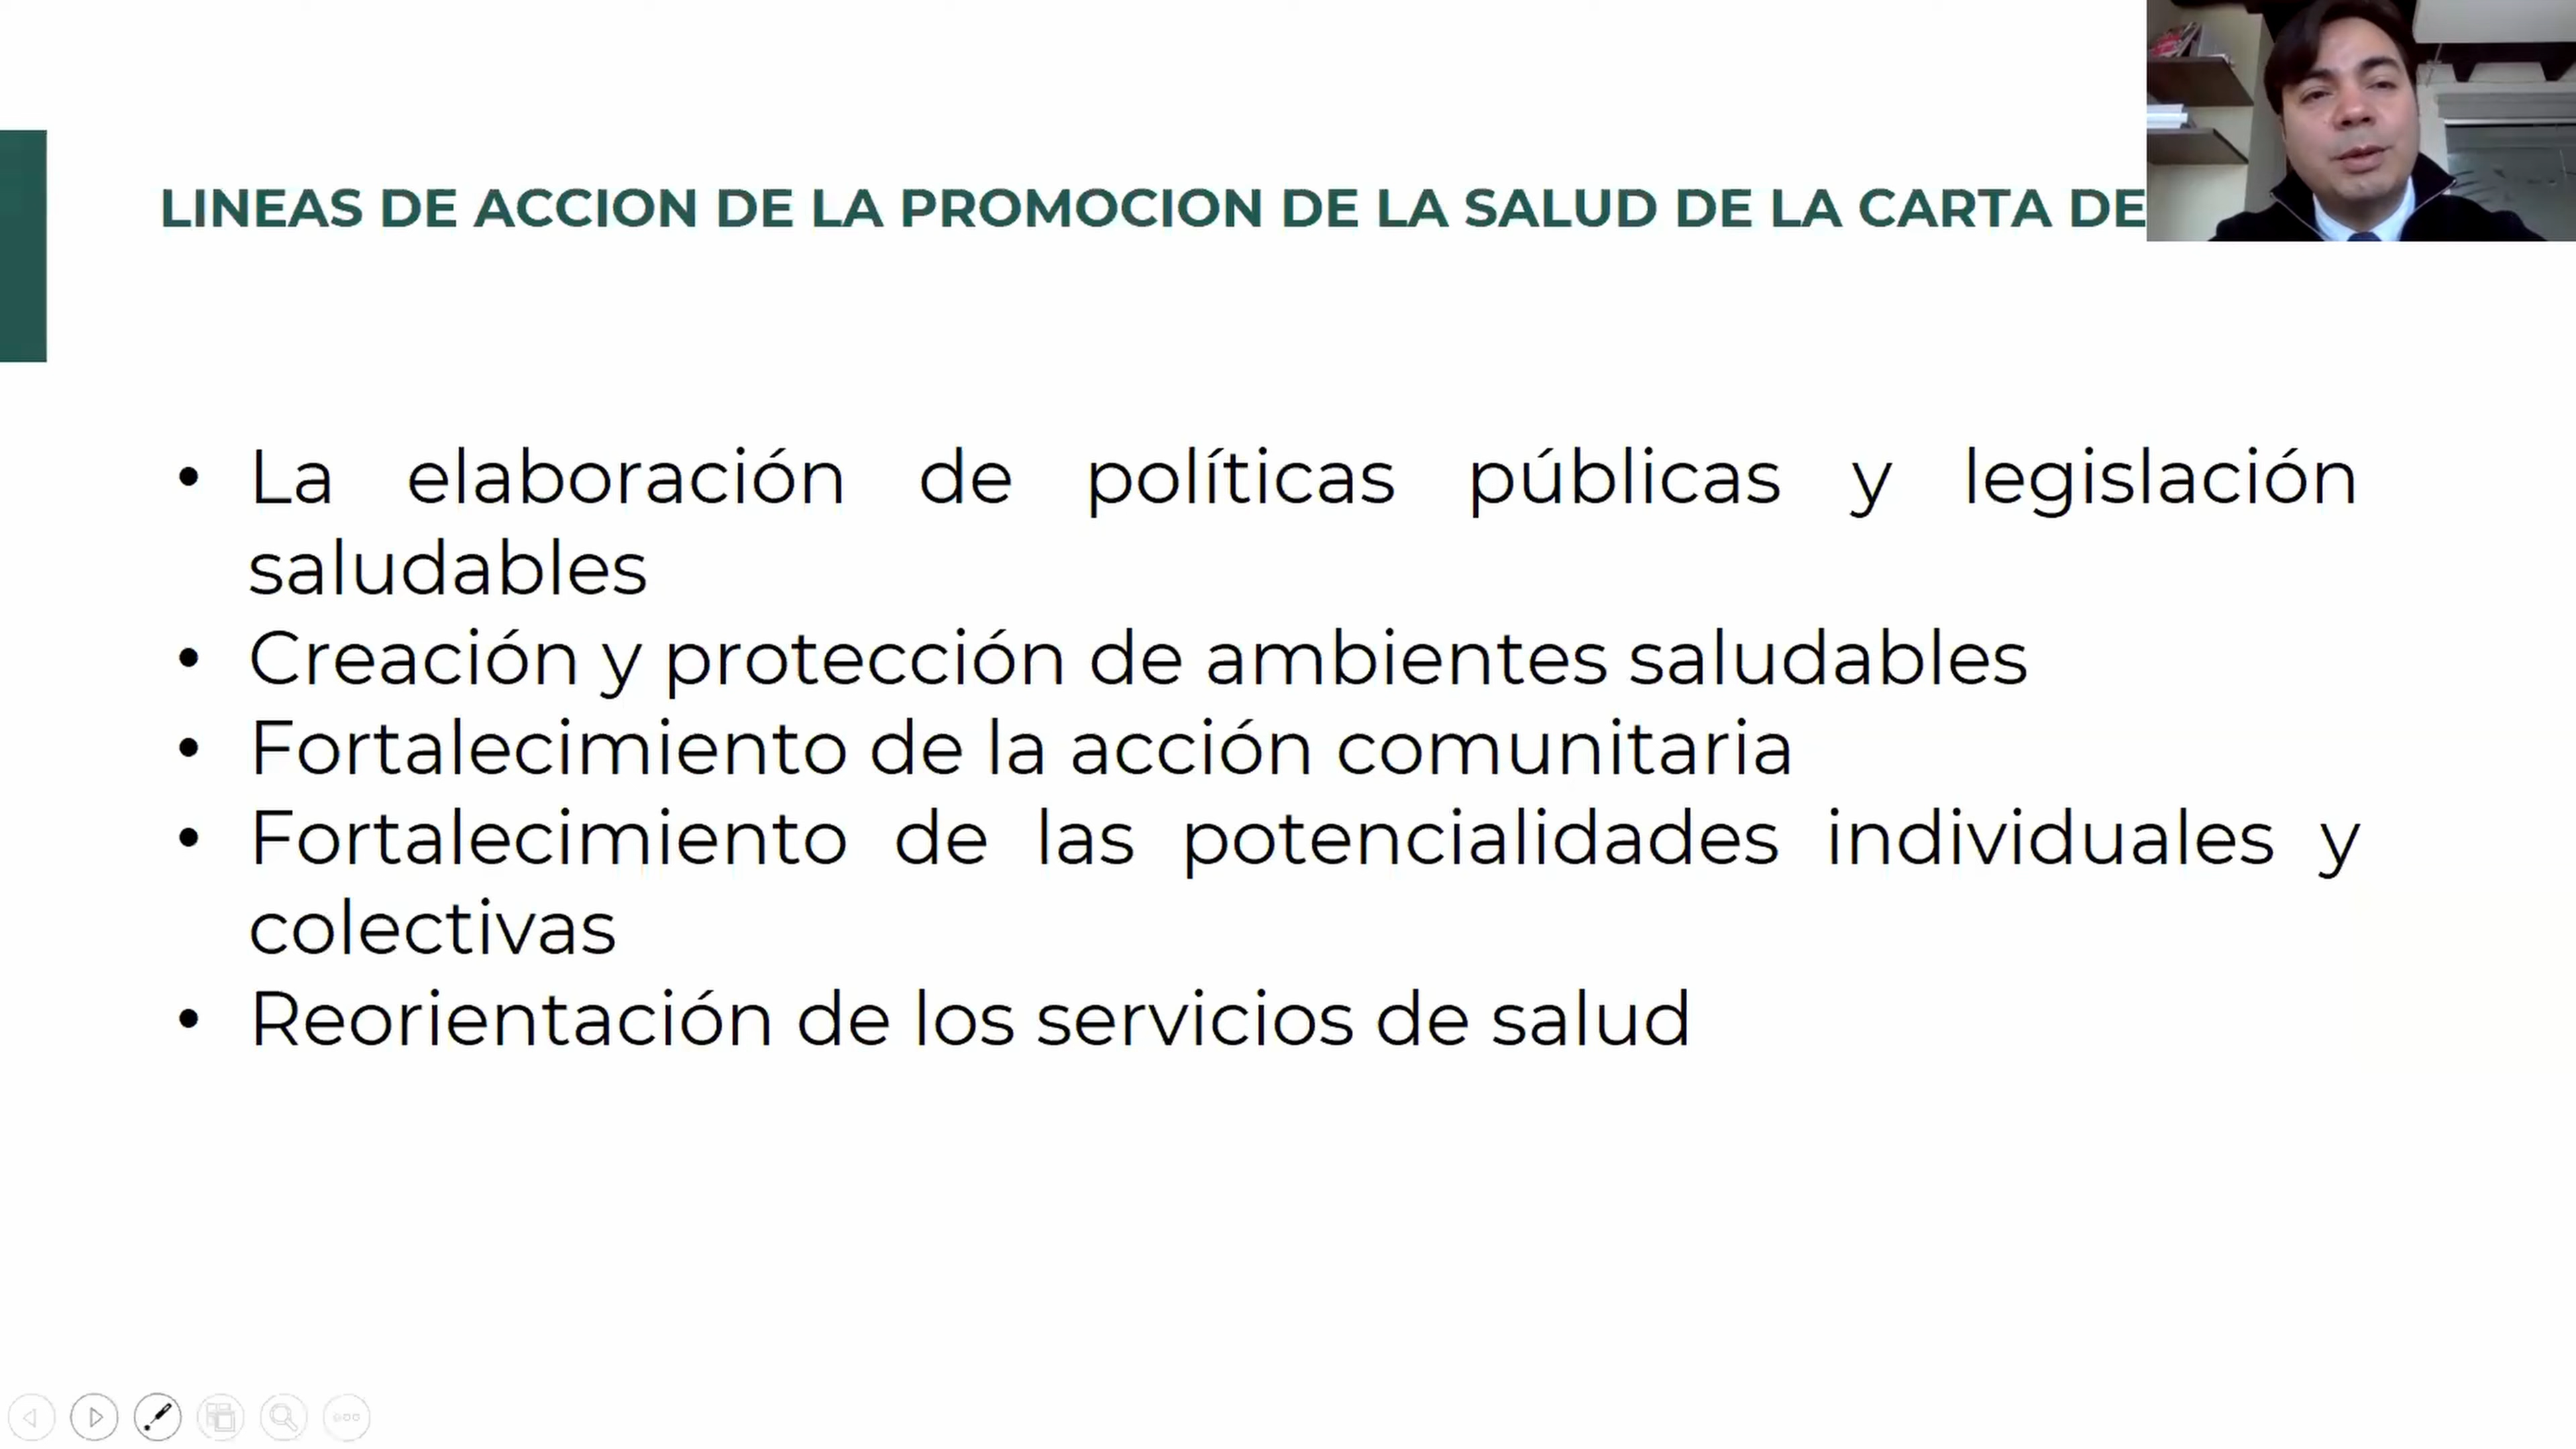 LINEAS DE ACCION DE LA PROMOCION DE LA SALUD DE LA CARTA DE
• La elaboración de políticas públicas y legislación
saludables
• Creación y protección de ambientes saludables
• Fortalecimiento de la acción comunitaria
• Fortalecimiento de las potencialidades individuales y
colectivas
• Reorientación de los servicios de salud